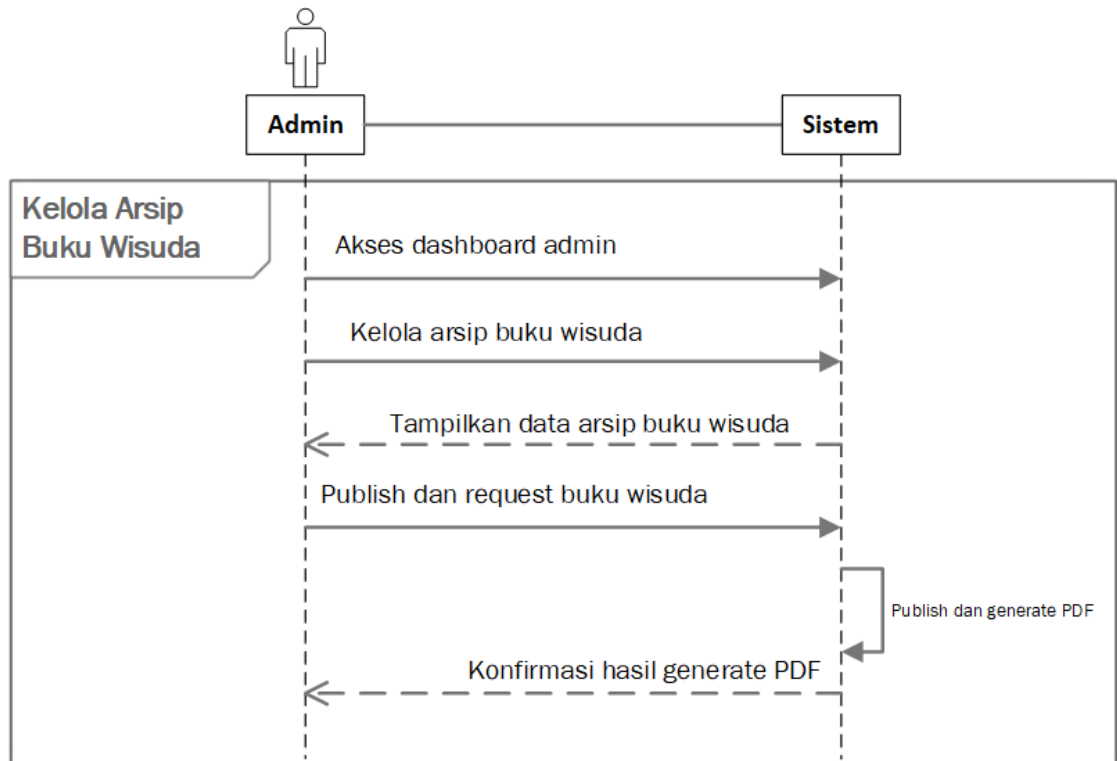 Admin
Sistem
Kelola Arsip
Buku Wisuda
Akses dashboard admin
Kelola arsip buku wisuda
Tampilkan data arsip buku wisuda
Publish dan request buku wisuda
Publish dan generate PDF
Konfirmasi hasil generate PDF